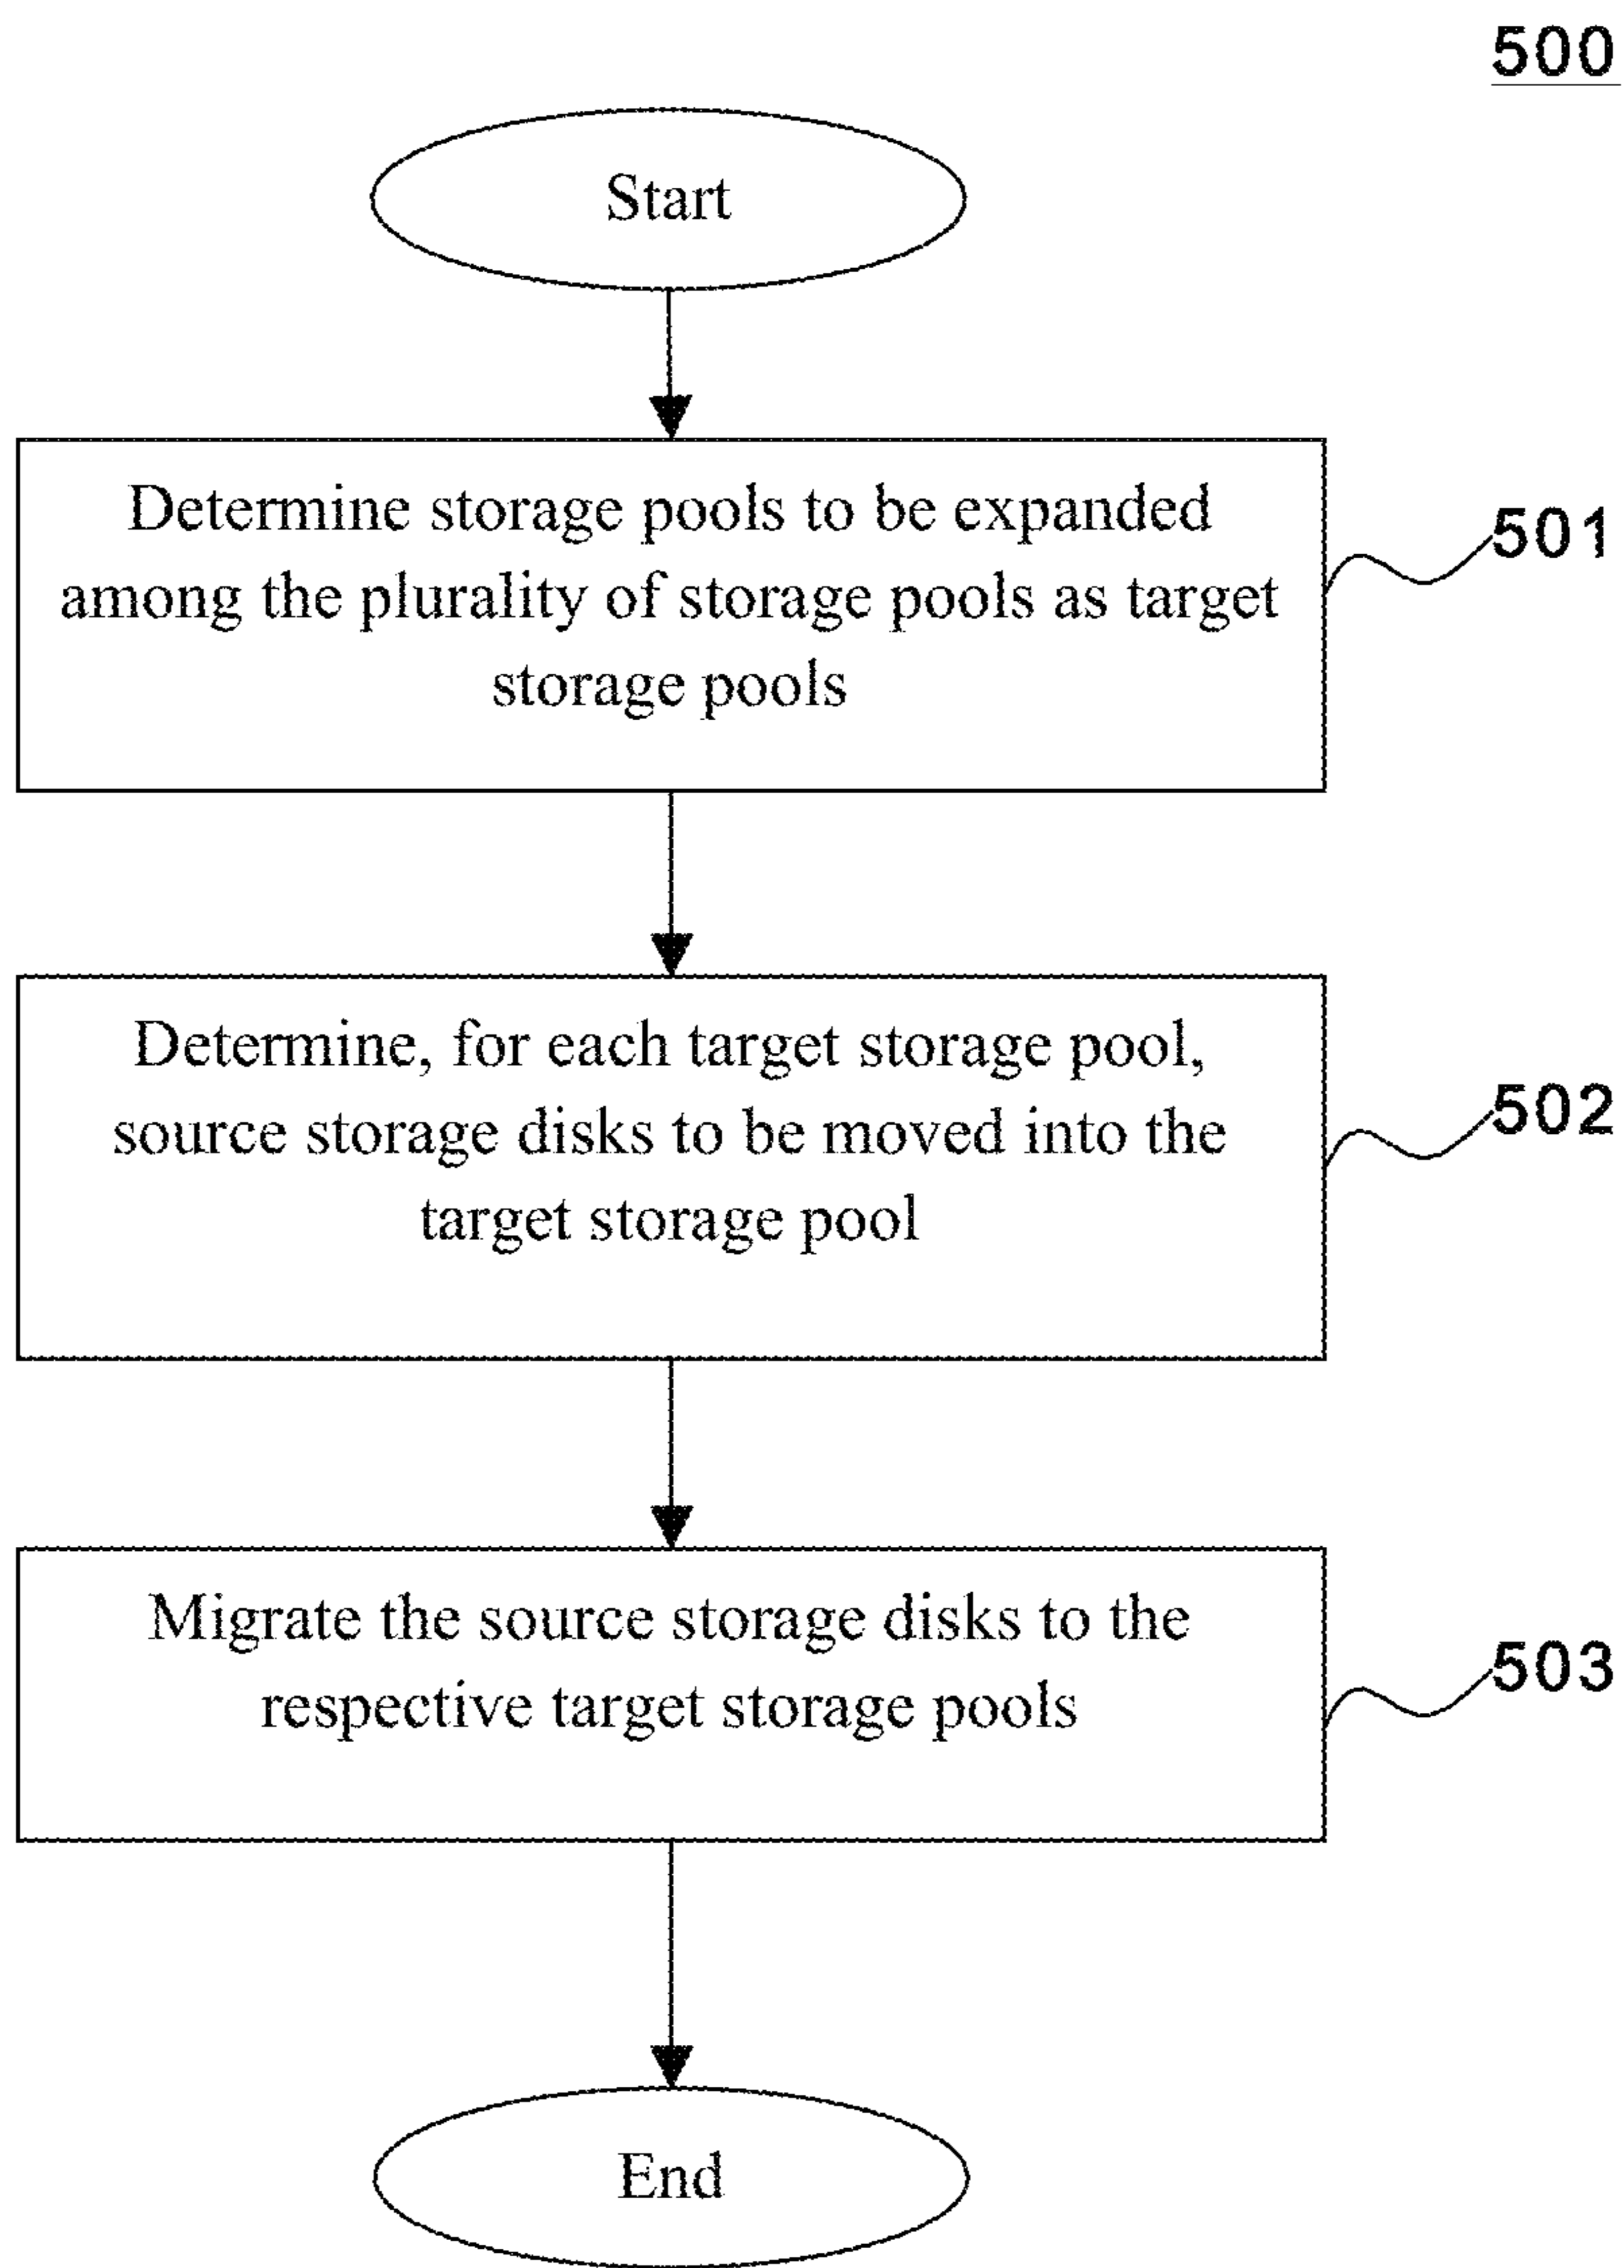 500
Start
Determine storage pools to be expanded
among the plurality of storage pools as target
storage pools
501
Determine, for each target storage pool,
source storage disks to be moved into the
target storage pool
502
Migrate the source storage disks to the
respective target storage pools
503
End